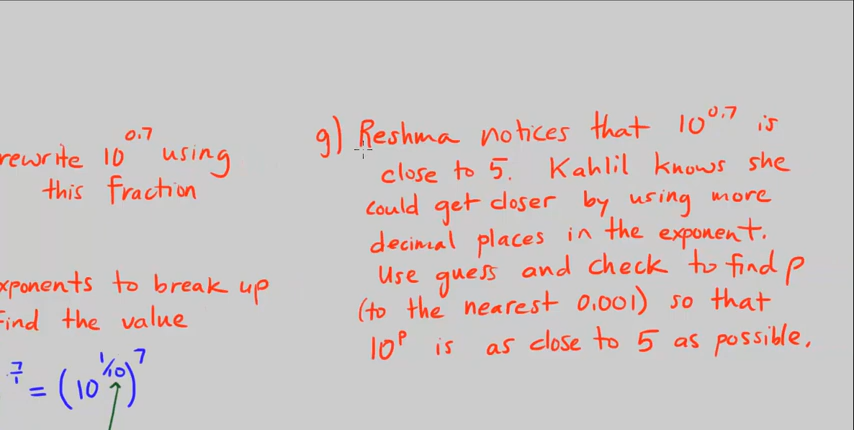 rewrite 10^0.7 using
this fraction
xponents to break up
Find the value
7/1 = (10^1/10)^7
g) Reshma notices that 10^0.7 is
close to 5. Kahlil knows she
could get closer by using more
decimal places in the exponent.
Use guess and check to find p
(to the nearest 0.001) so that
10^p is as close to 5 as possible.